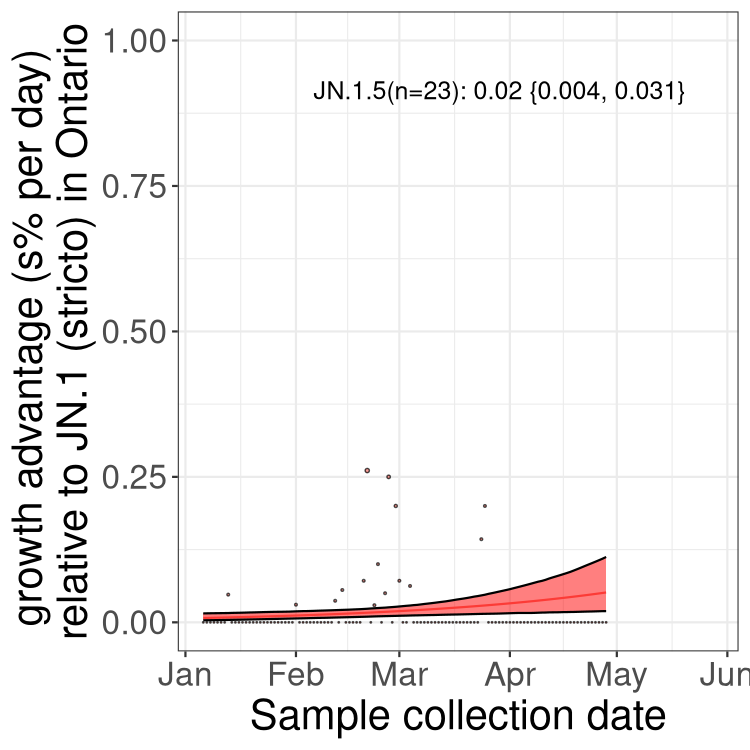 growth advantage (s% per day)
relative to JN.1 (stricto) in Ontario
1.00
0.75
0.50
0.25
0.00
JN.1.5(n=23): 0.02 {0.004, 0.031}
Jan Feb Mar Apr May Jun
Sample collection date